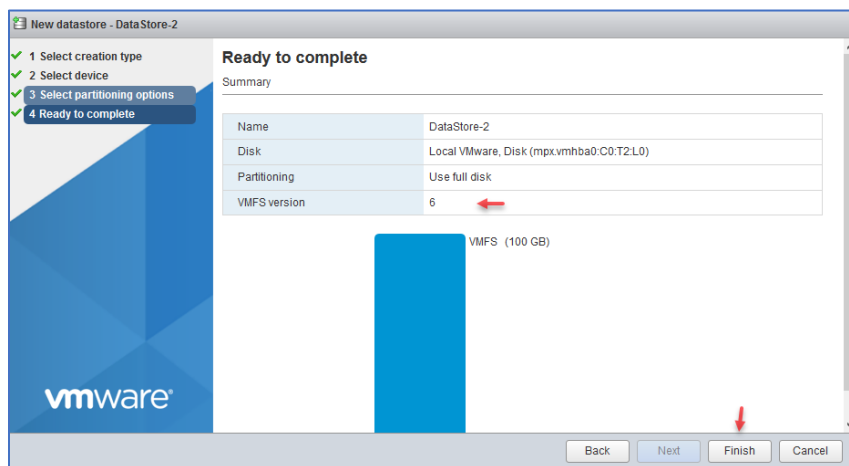 New datastore - DataStore-2
1 Select creation type
2 Select device
3 Select partitioning options
4 Ready to complete
Ready to complete
Summary
Name DataStore-2
Disk Local VMware, Disk (mpx.vmhba0:C0:T2:L0)
Partitioning Use full disk
VMFS version 6
VMFS (100 GB)
vmware®
Back Next Finish Cancel